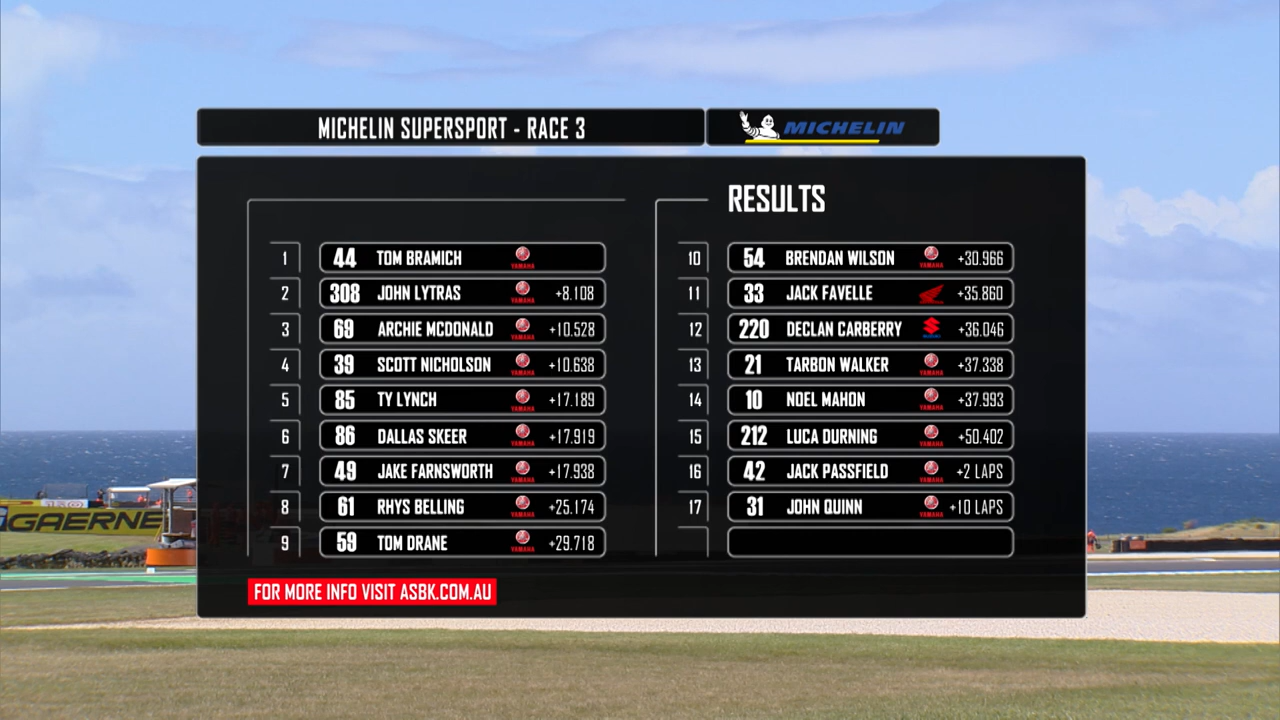 MICHELIN SUPERSPORT - RACE 3
MICHELIN
RESULTS
1 44 TOM BRAMICH YAMAHA
2 308 JOHN LYTRAS YAMAHA +8.108
3 69 ARCHIE MCDONALD YAMAHA +10.528
4 39 SCOTT NICHOLSON YAMAHA +10.638
5 85 TY LYNCH YAMAHA +17.189
6 86 DALLAS SKEER YAMAHA +17.919
7 49 JAKE FARNSWORTH YAMAHA +17.938
8 61 RHYS BELLING YAMAHA +25.174
9 59 TOM DRANE YAMAHA +29.718
10 54 BRENDAN WILSON YAMAHA +30.966
11 33 JACK FAVELLE +35.860
12 220 DECLAN CARBERRY SUZUKI +36.046
13 21 TARBON WALKER YAMAHA +37.338
14 10 NOEL MAHON YAMAHA +37.993
15 212 LUCA DURNING YAMAHA +50.402
16 42 JACK PASSFIELD YAMAHA +2 LAPS
17 31 JOHN QUINN YAMAHA +10 LAPS
FOR MORE INFO VISIT ASBK.COM.AU
GAERNE